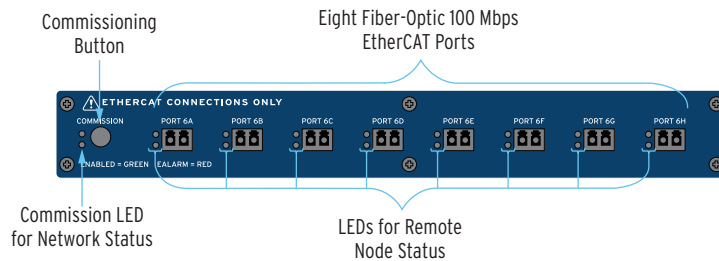 Commissioning
Button
Eight Fiber-Optic 100 Mbps
EtherCAT Ports
ETHERCAT CONNECTIONS ONLY
COMMISSION
PORT 6A
PORT 6B
PORT 6C
PORT 6D
PORT 6E
PORT 6F
PORT 6G
PORT 6H
ENABLED = GREEN EALARM = RED
Commission LED
for Network Status
LEDs for Remote
Node Status